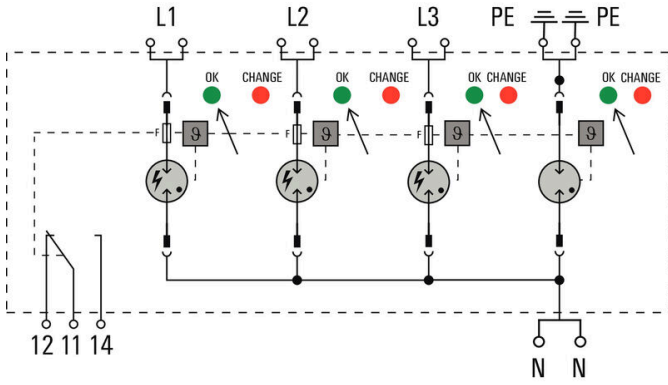 L1 L2 L3 PE PE
OK CHANGE OK CHANGE OK CHANGE OK CHANGE
F ϑ F ϑ F ϑ ϑ
12 11 14
N N